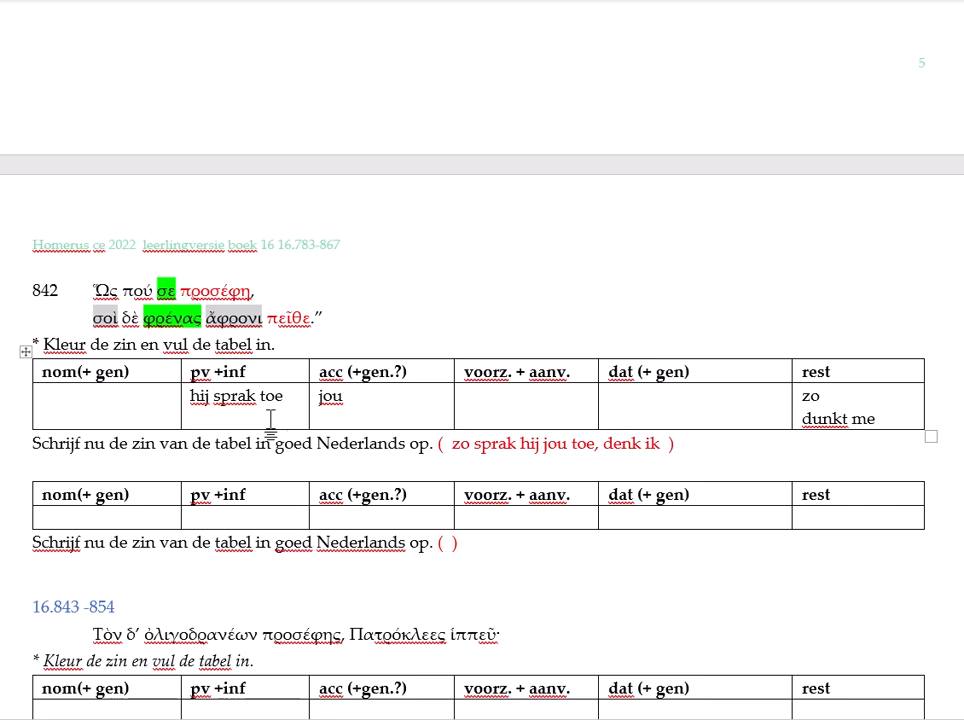 5
Homerus ce 2022 leerlingversie boek 16 16.783-867
842 Ὥς πού σε προσέφη,
σοὶ δὲ φρένας ἄφρονι πεῖθε.”
* Kleur de zin en vul de tabel in.
nom(+ gen) pv +inf acc (+gen.?) voorz. + aanv. dat (+ gen) rest
hij sprak toe jou zo
dunkt me
Schrijf nu de zin van de tabel in goed Nederlands op. ( zo sprak hij jou toe, denk ik )
nom(+ gen) pv +inf acc (+gen.?) voorz. + aanv. dat (+ gen) rest
Schrijf nu de zin van de tabel in goed Nederlands op. ( )
16.843 -854
Τὸν δ’ ὀλιγοδρανέων προσέφης, Πατρόκλεες ἱππεῦ·
* Kleur de zin en vul de tabel in.
nom(+ gen) pv +inf acc (+gen.?) voorz. + aanv. dat (+ gen) rest